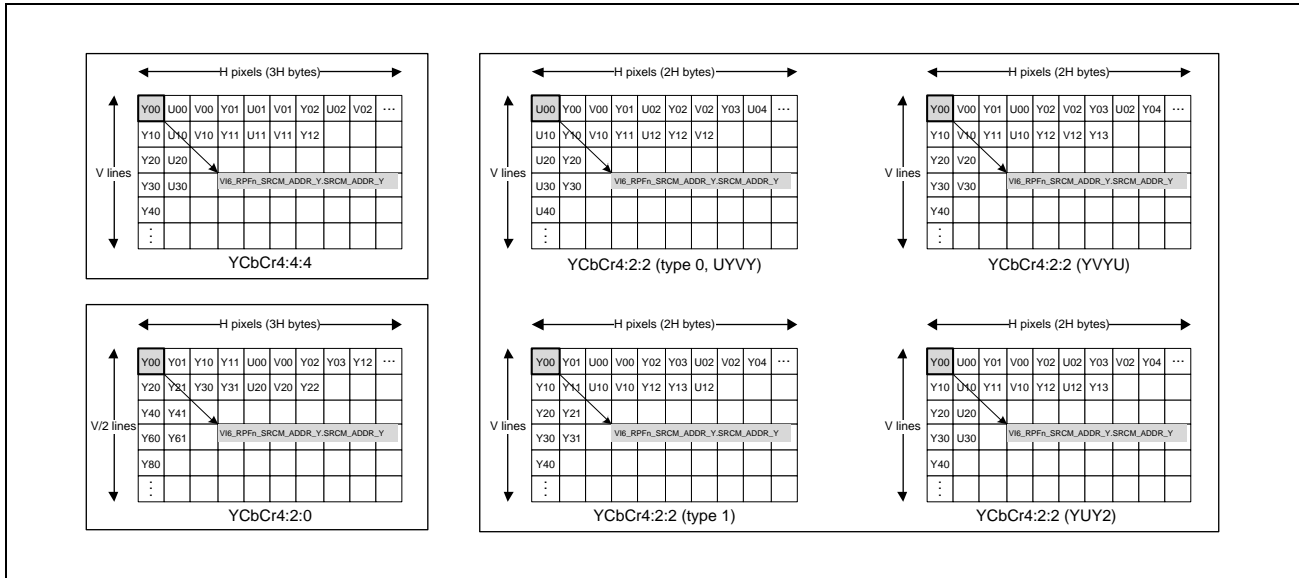 H pixels (3H bytes)
Y00 U00 V00 Y01 U01 V01 Y02 U02 V02 ...
Y10 U10 V10 Y11 U11 V11 Y12
Y20 U20
V lines
Y30 U30 VI6_RPFn_SRCM_ADDR_Y.SRCM_ADDR_Y
Y40
⋮
YCbCr4:4:4
H pixels (2H bytes)
U00 Y00 V00 Y01 U02 Y02 V02 Y03 U04 ...
U10 Y10 V10 Y11 U12 Y12 V12
U20 Y20
V lines
U30 Y30 VI6_RPFn_SRCM_ADDR_Y.SRCM_ADDR_Y
U40
⋮
YCbCr4:2:2 (type 0, UYVY)
H pixels (2H bytes)
Y00 V00 Y01 U00 Y02 V02 Y03 U02 Y04 ...
Y10 V10 Y11 U10 Y12 V12 Y13
Y20 V20
V lines
Y30 V30 VI6_RPFn_SRCM_ADDR_Y.SRCM_ADDR_Y
Y40
⋮
YCbCr4:2:2 (YVYU)
H pixels (3H bytes)
Y00 Y01 Y10 Y11 U00 V00 Y02 Y03 Y12 ...
Y20 Y21 Y30 Y31 U20 V20 Y22
Y40 Y41
V/2 lines
Y60 Y61 VI6_RPFn_SRCM_ADDR_Y.SRCM_ADDR_Y
Y80
⋮
YCbCr4:2:0
H pixels (2H bytes)
Y00 Y01 U00 V00 Y02 Y03 U02 V02 Y04 ...
Y10 Y11 U10 V10 Y12 Y13 U12
Y20 Y21
V lines
Y30 Y31 VI6_RPFn_SRCM_ADDR_Y.SRCM_ADDR_Y
Y40
⋮
YCbCr4:2:2 (type 1)
H pixels (2H bytes)
Y00 U00 Y01 V00 Y02 U02 Y03 V02 Y04 ...
Y10 U10 Y11 V10 Y12 U12 Y13
Y20 U20
V lines
Y30 U30 VI6_RPFn_SRCM_ADDR_Y.SRCM_ADDR_Y
Y40
⋮
YCbCr4:2:2 (YUY2)